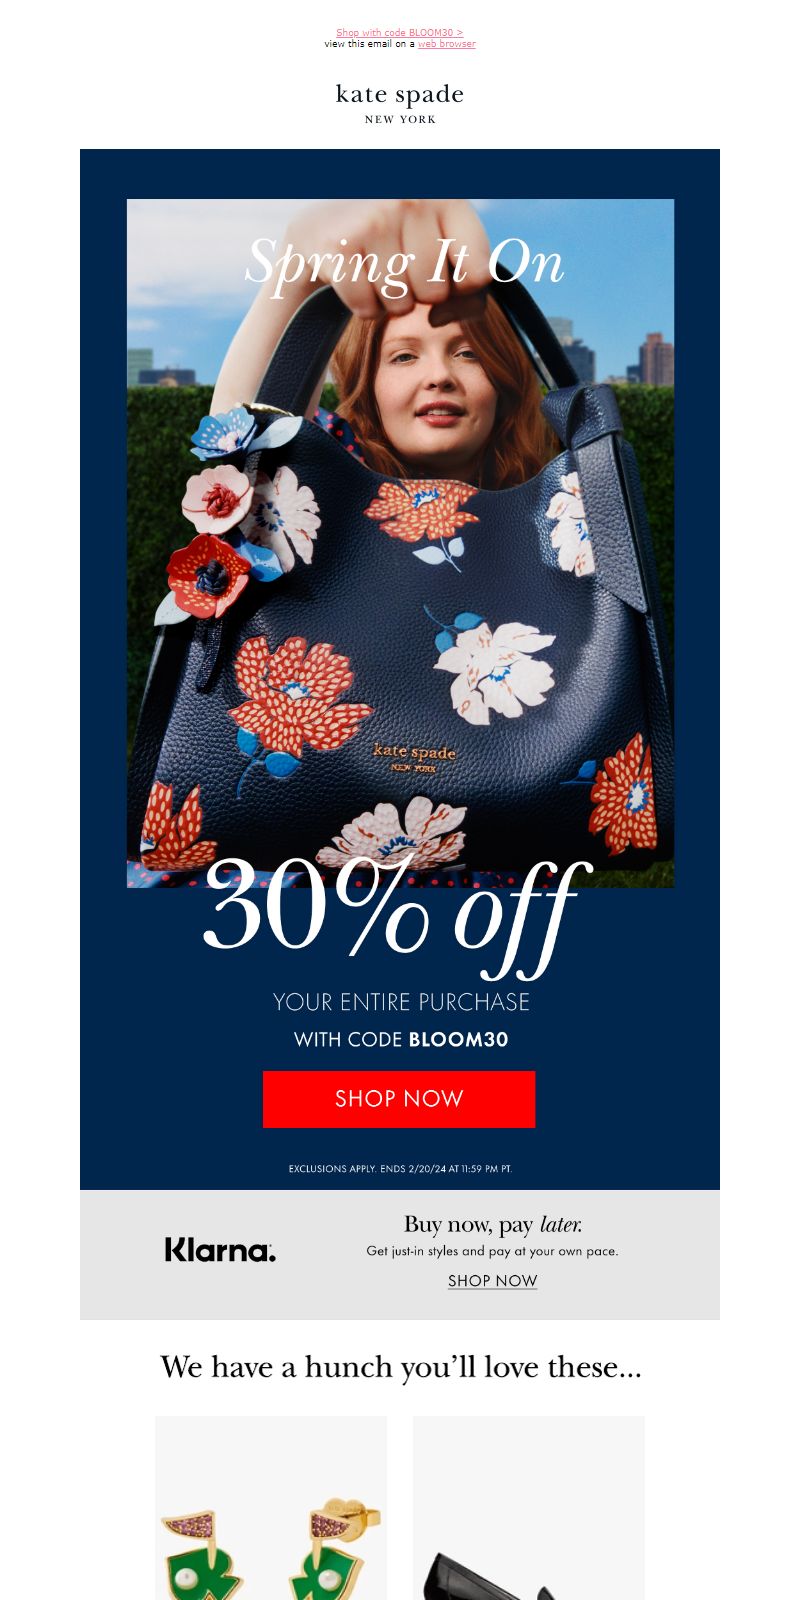 Shop with code BLOOM30 >
view this email on a web browser
kate spade
NEW YORK
Spring It On
kate spade
NEW YORK
30% off
YOUR ENTIRE PURCHASE
WITH CODE BLOOM30
SHOP NOW
EXCLUSIONS APPLY. ENDS 2/20/24 AT 11:59 PM PT.
Klarna.
Buy now, pay later.
Get just-in styles and pay at your own pace.
SHOP NOW
We have a hunch you’ll love these...